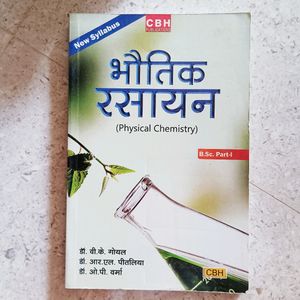 CBH
PUBLICATIONS
New Syllabus
भौतिक
रसायन
(Physical Chemistry)
B.Sc. Part-I
डॉ. वी.के. गोयल
डॉ. आर.एल. पीतलिया
डॉ. ओ.पी. वर्मा
CBH